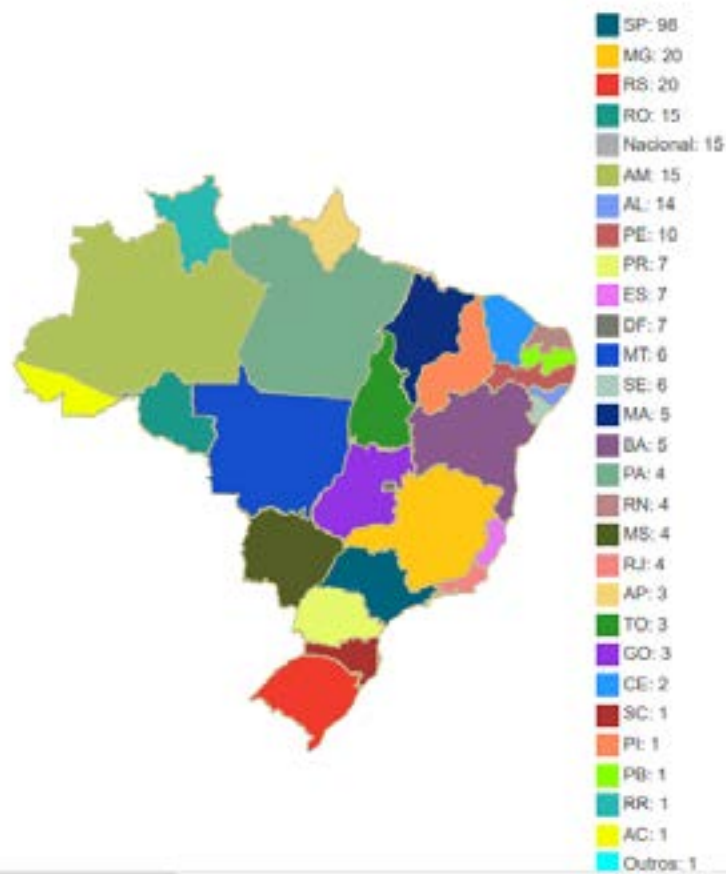 SP: 98
MG: 20
RS: 20
RO: 15
Nacional: 15
AM: 15
AL: 14
PE: 10
PR: 7
ES: 7
DF: 7
MT: 6
SE: 6
MA: 5
BA: 5
PA: 4
RN: 4
MS: 4
RJ: 4
AP: 3
TO: 3
GO: 3
CE: 2
SC: 1
PI: 1
PB: 1
RR: 1
AC: 1
Outros: 1